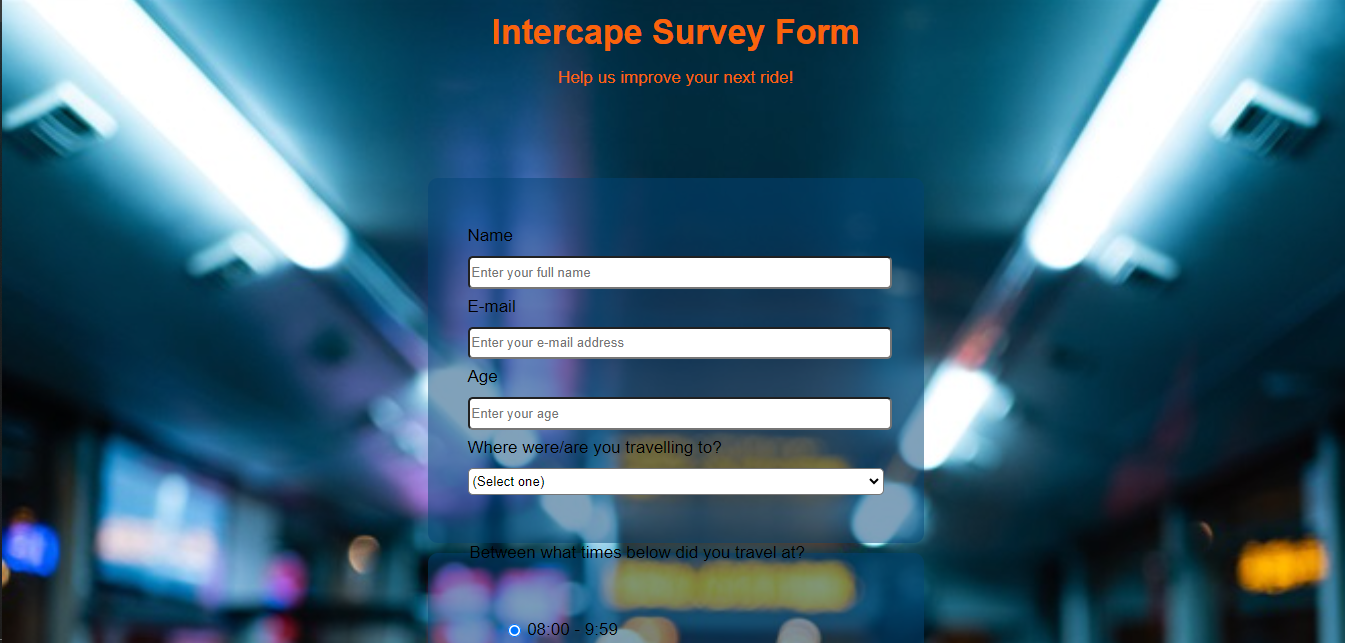 Intercape Survey Form
Help us improve your next ride!
Name
Enter your full name
E-mail
Enter your e-mail address
Age
Enter your age
Where were/are you travelling to?
(Select one)
Between what times below did you travel at?
08:00 - 9:59